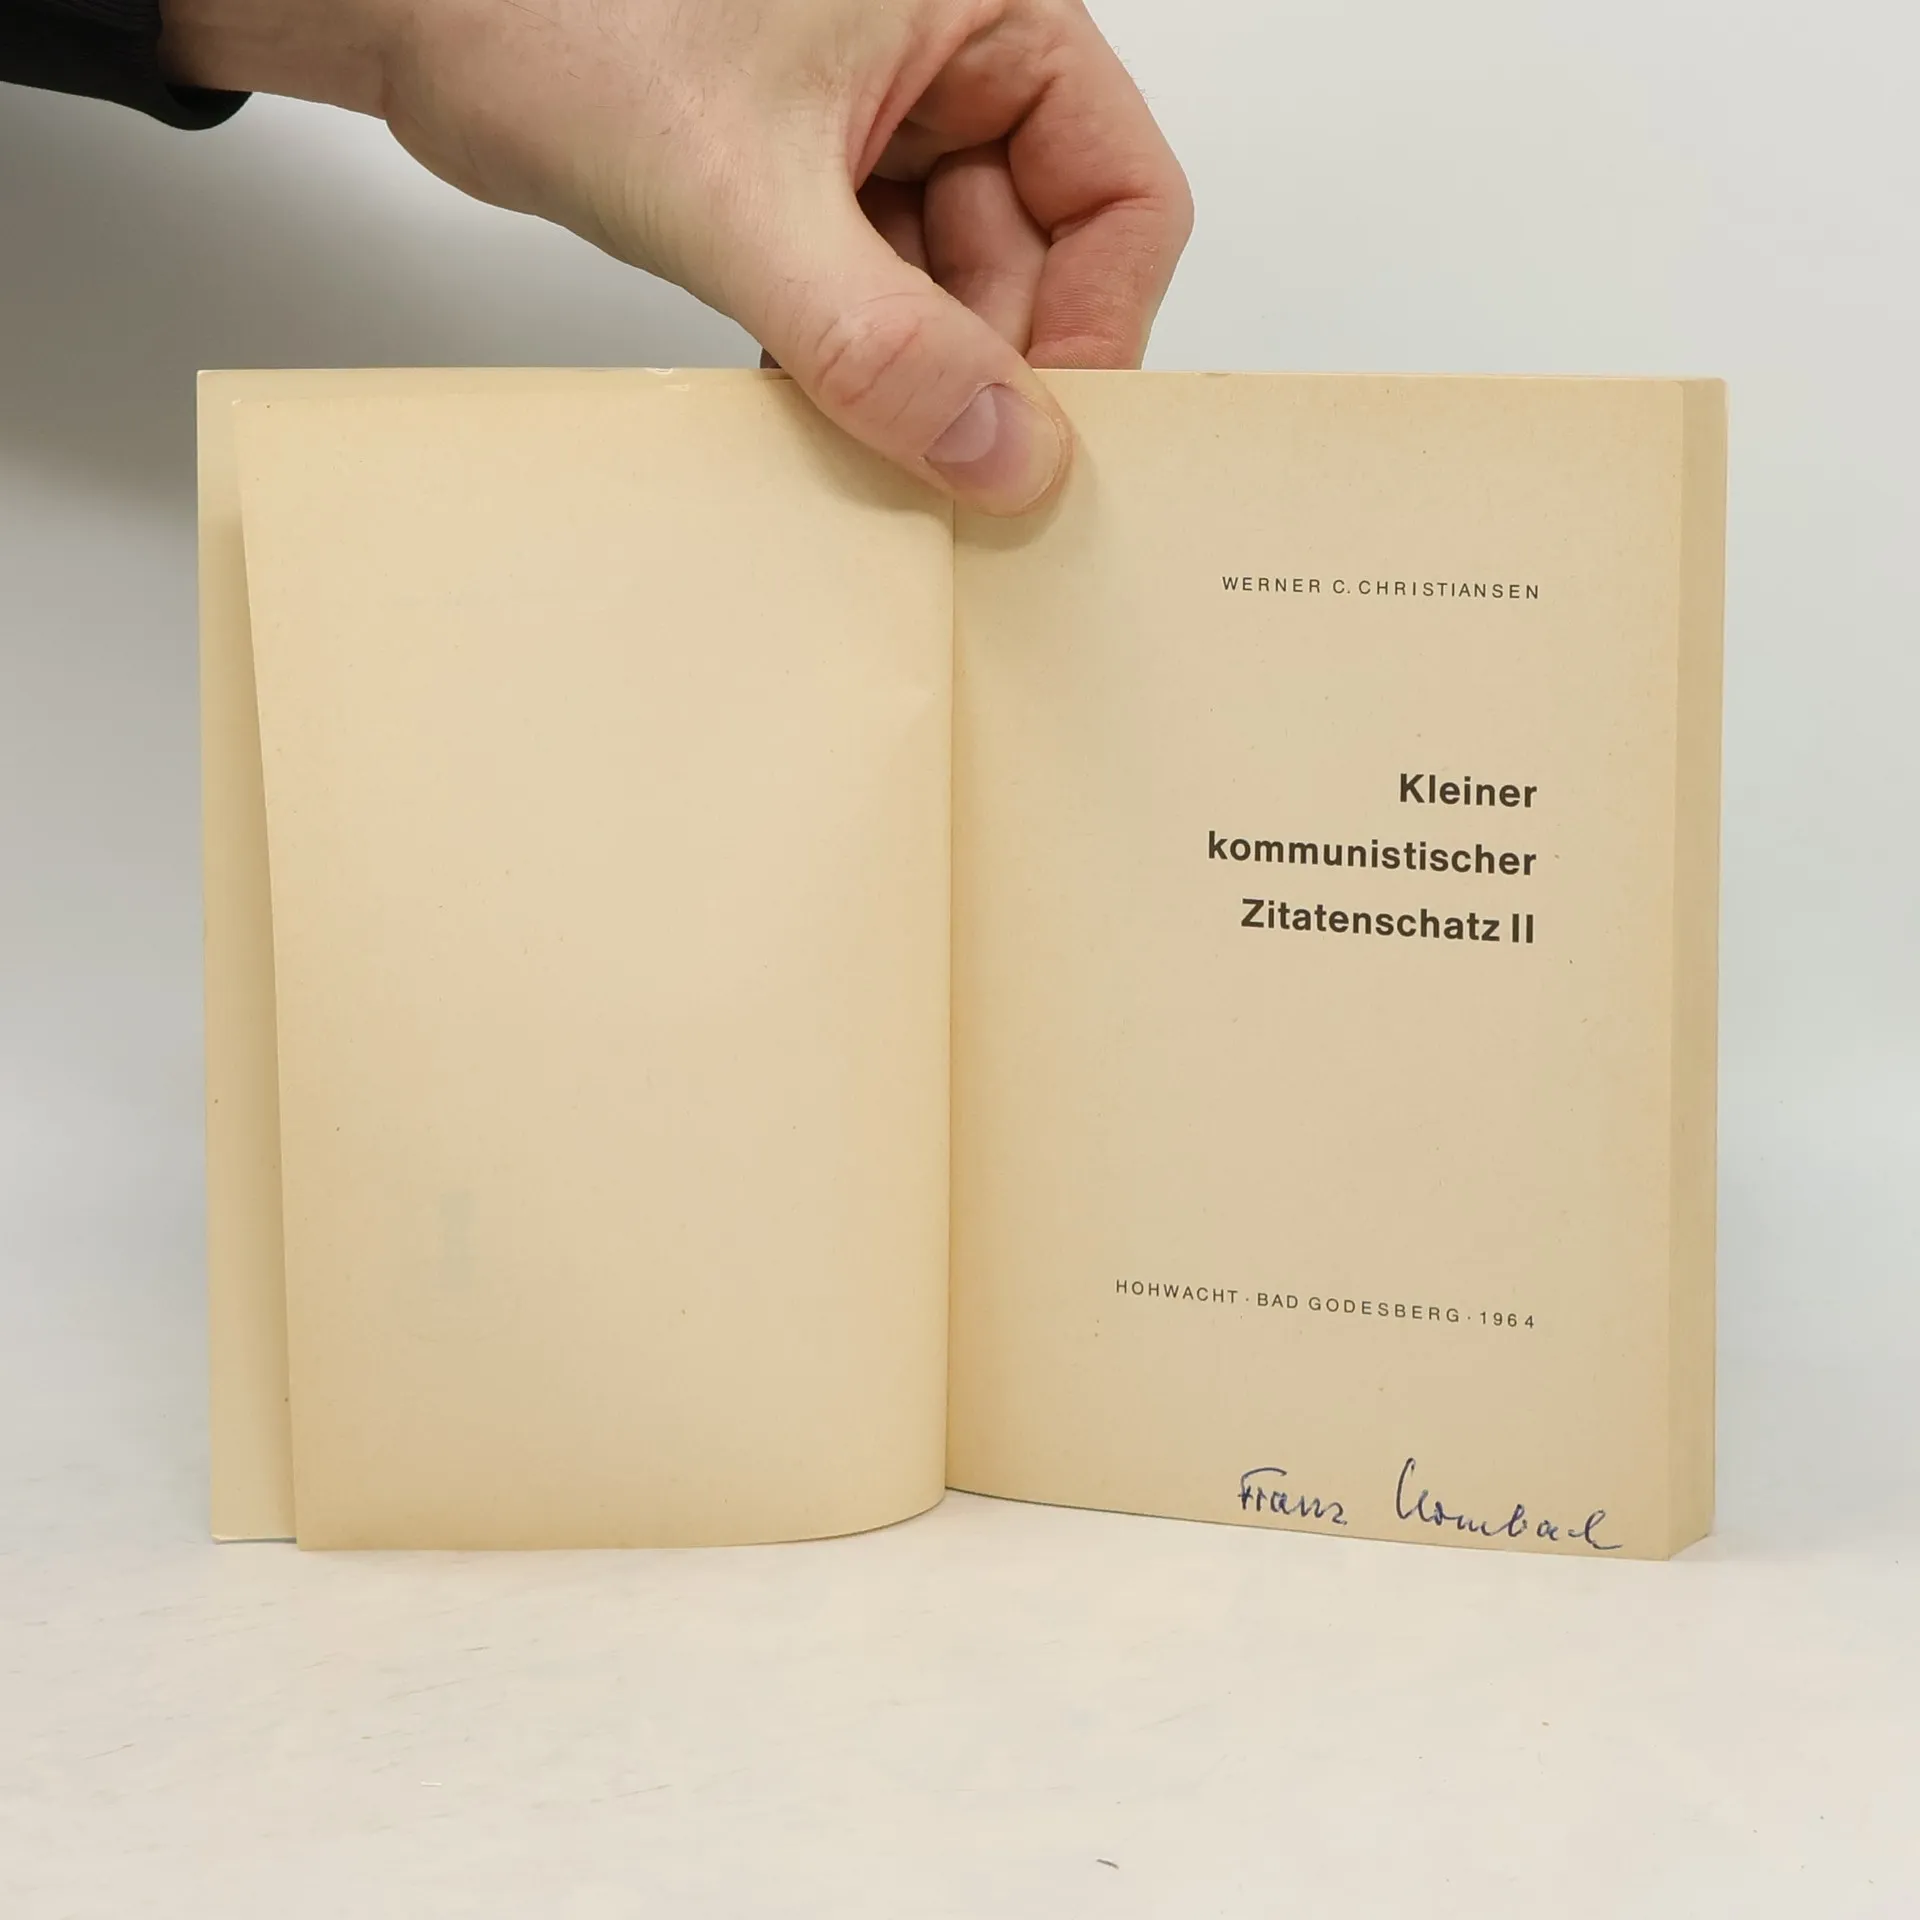 WERNER C. CHRISTIANSEN
Kleiner
kommunistischer
Zitatenschatz II
HOHWACHT · BAD GODESBERG · 1964
Franz